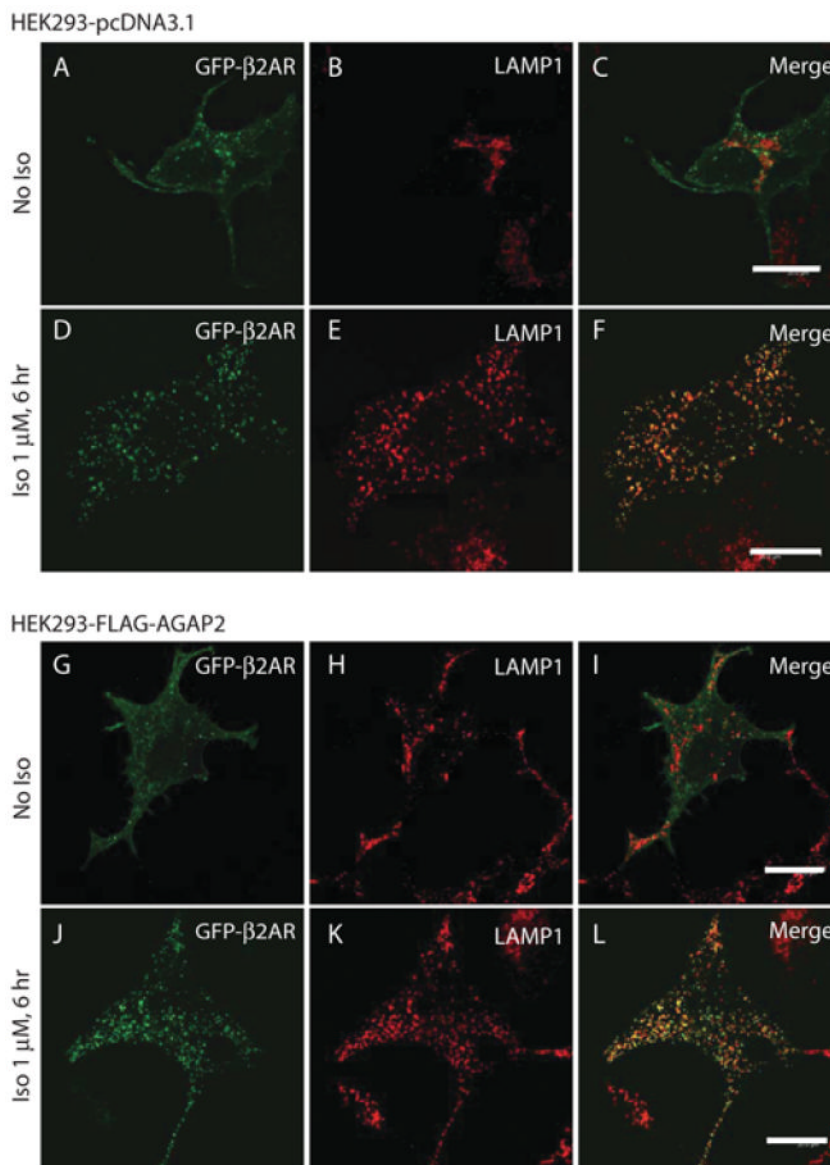 HEK293-pcDNA3.1
A GFP-β2AR B LAMP1 C Merge
No Iso
D GFP-β2AR E LAMP1 F Merge
Iso 1 μM, 6 hr
HEK293-FLAG-AGAP2
G GFP-β2AR H LAMP1 I Merge
No Iso
J GFP-β2AR K LAMP1 L Merge
Iso 1 μM, 6 hr